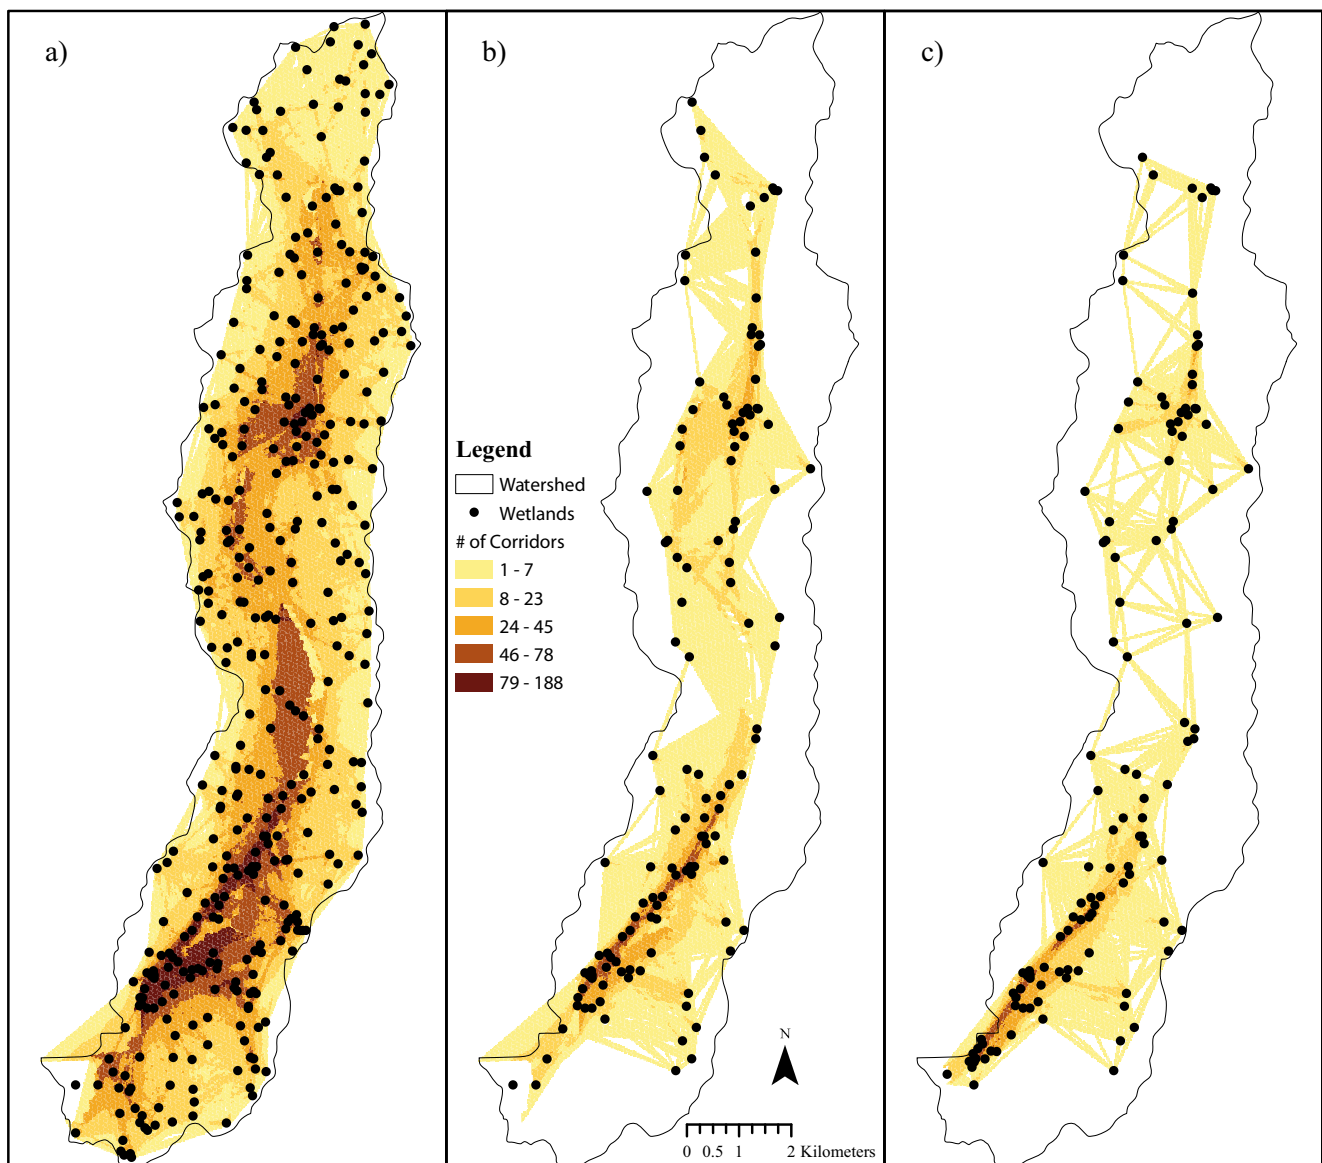 a)
b)
c)
Legend
Watershed
Wetlands
# of Corridors
1 - 7
8 - 23
24 - 45
46 - 78
79 - 188
N
0 0.5 1 2 Kilometers